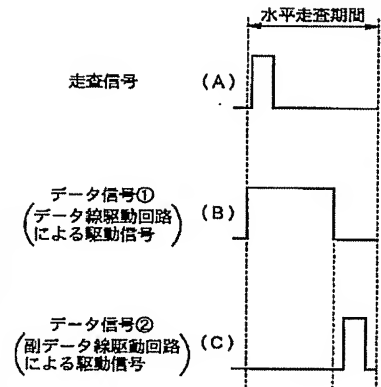 水平走査期間
走査信号 (A)
データ信号① (B)
(データ線駆動回路
による駆動信号)
データ信号② (C)
(副データ線駆動回路
による駆動信号)